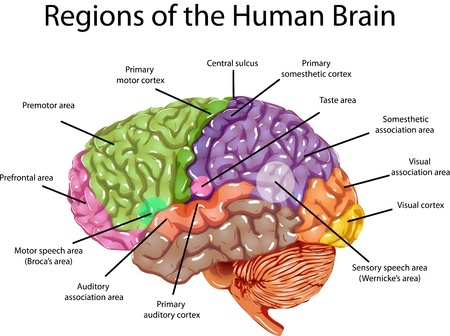 Regions of the Human Brain
Central sulcus
Primary
motor cortex
Primary
somesthetic cortex
Taste area
Premotor area
Somesthetic
association area
Visual
association area
Prefrontal area
Visual cortex
Motor speech area
(Broca's area)
Sensory speech area
(Wernicke's area)
Auditory
association area
Primary
auditory cortex